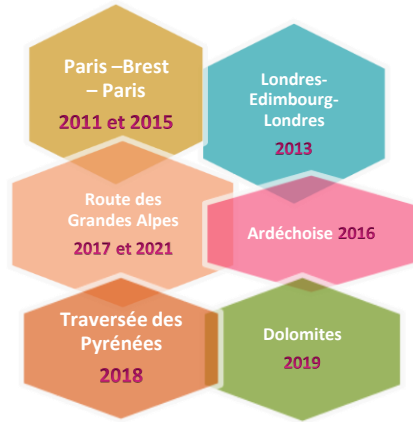 Paris –Brest
– Paris
2011 et 2015
Londres-
Edimbourg-
Londres
2013
Route des
Grandes Alpes
2017 et 2021
Ardéchoise 2016
Traversée des
Pyrénées
2018
Dolomites
2019